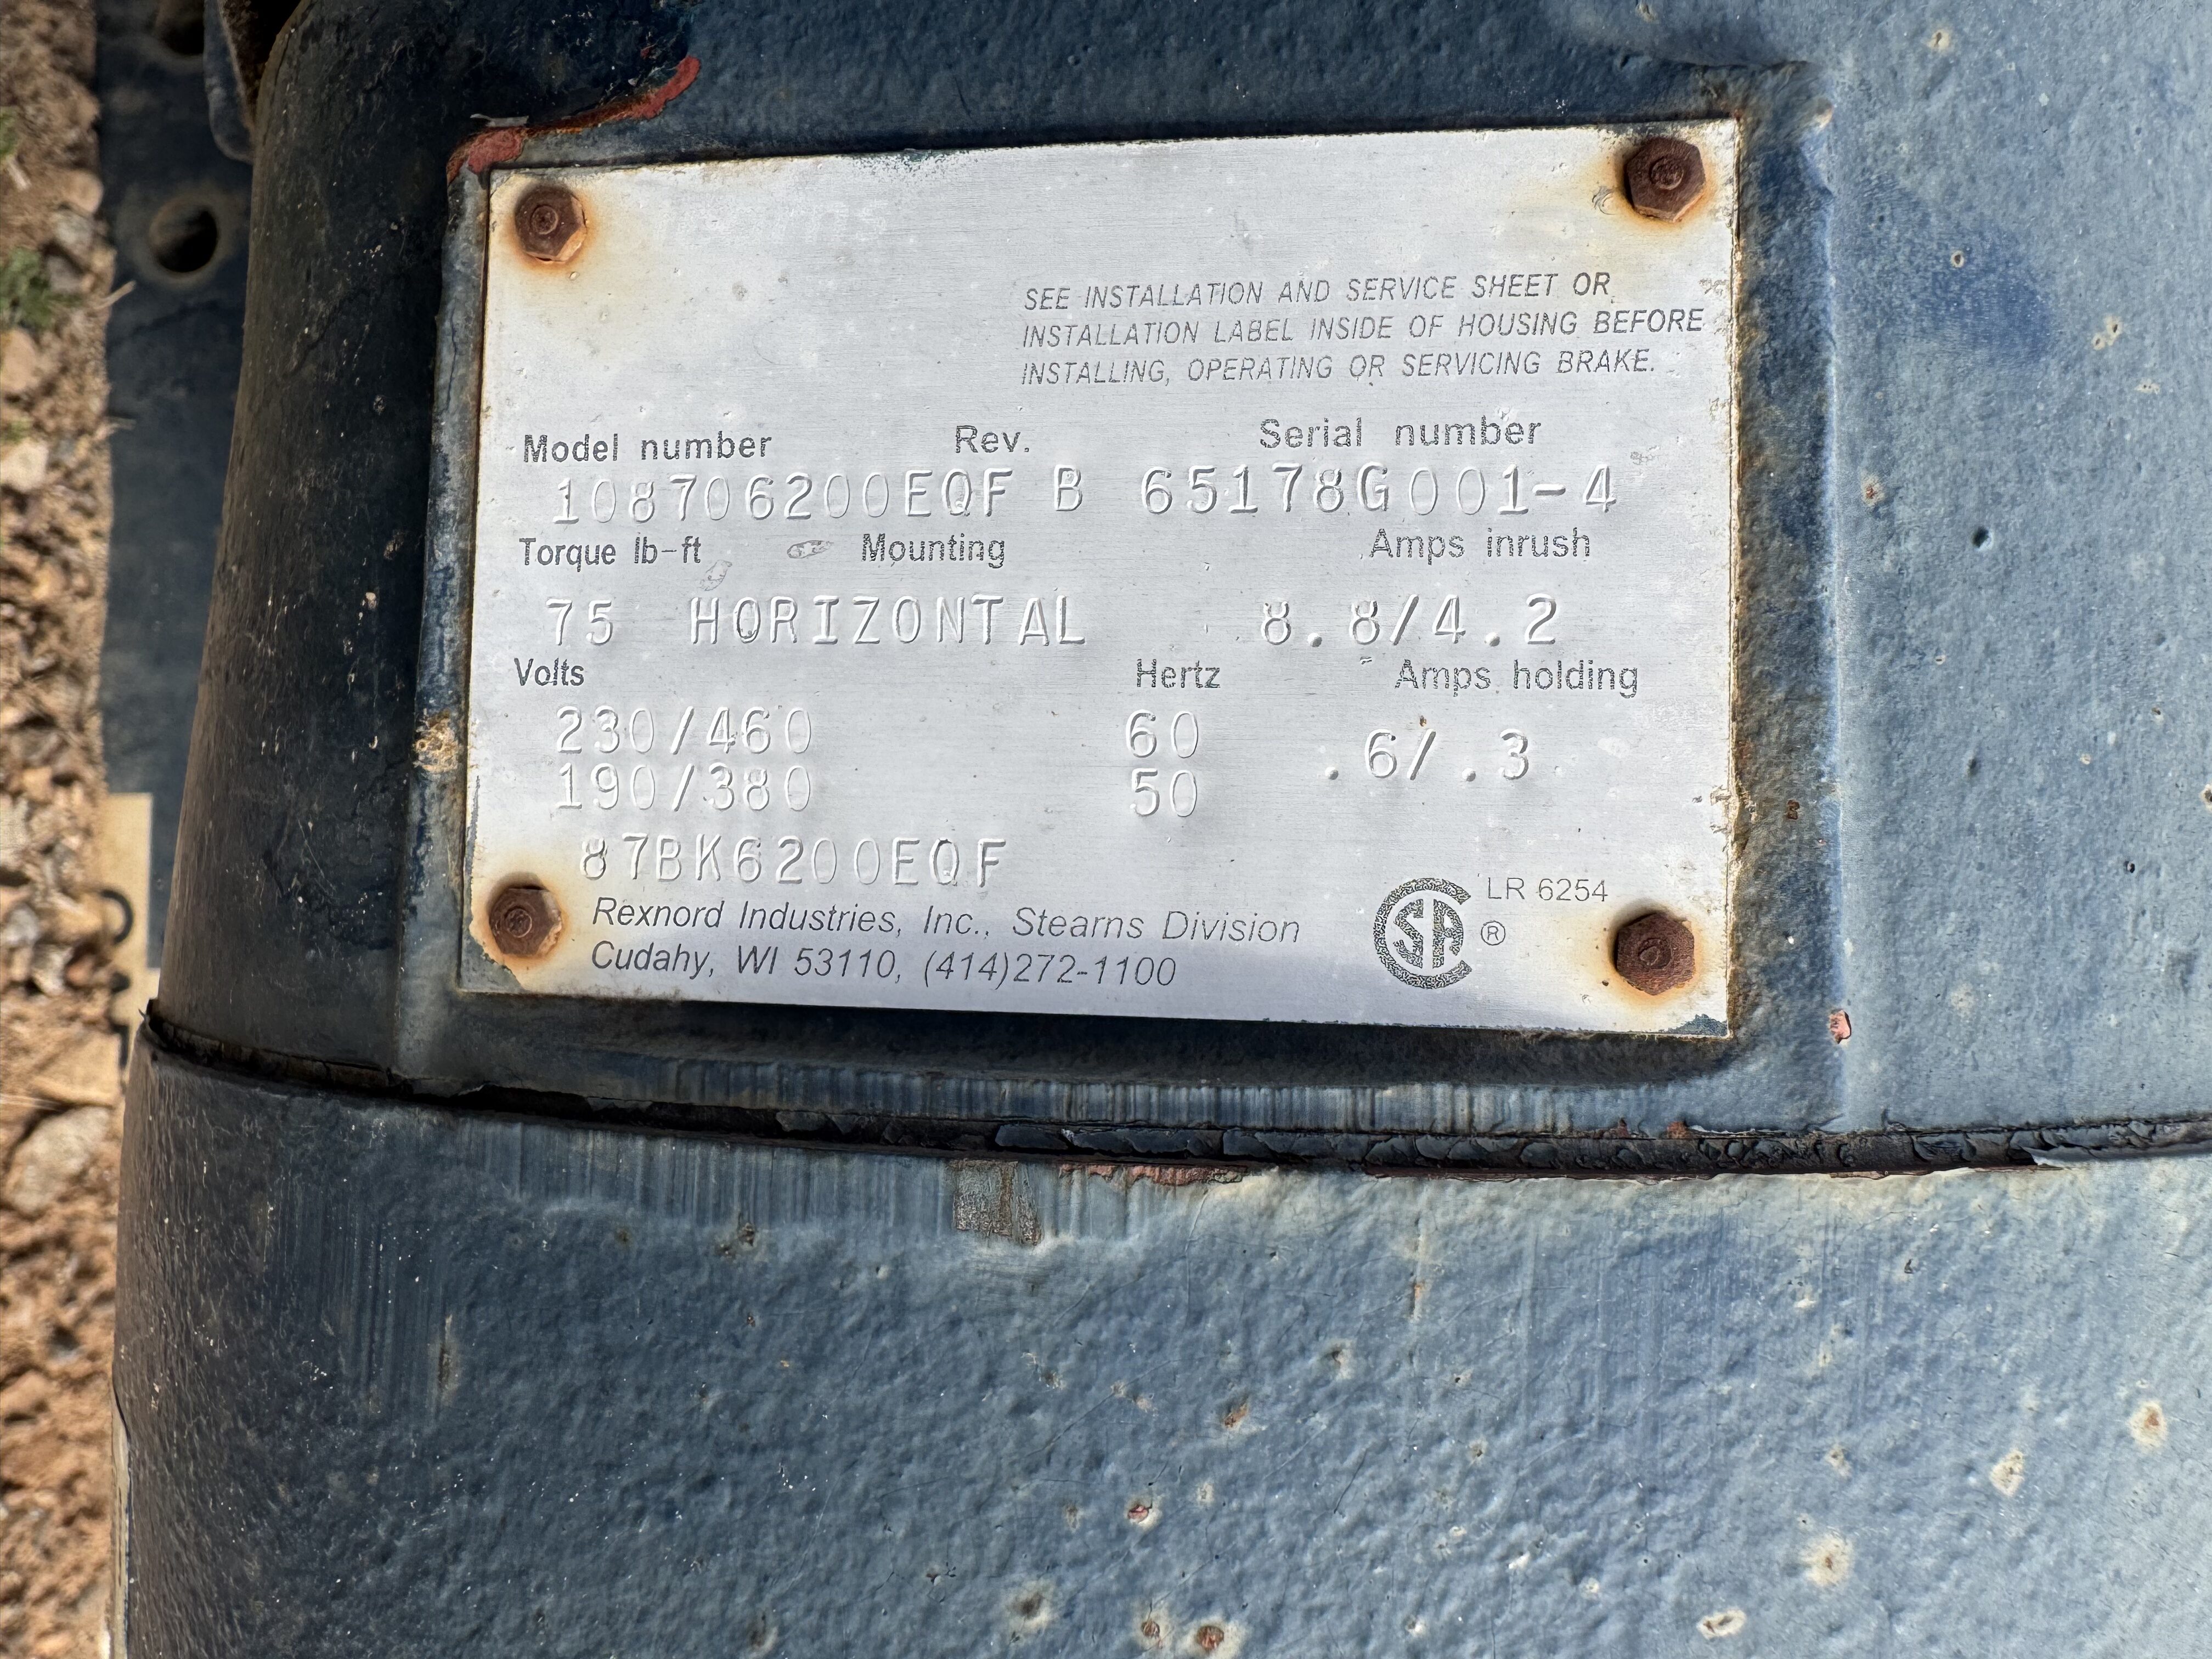 SEE INSTALLATION AND SERVICE SHEET OR
INSTALLATION LABEL INSIDE OF HOUSING BEFORE
INSTALLING, OPERATING OR SERVICING BRAKE.
Model number Rev. Serial number
108706200EQF B 65178G001-4
Torque lb-ft Mounting Amps inrush
75 HORIZONTAL 8.8/4.2
Volts Hertz Amps holding
230/460 60 .6/.3
190/380 50
87BK6200EQF
Rexnord Industries, Inc., Stearns Division
Cudahy, WI 53110, (414)272-1100
CSA ® LR 6254